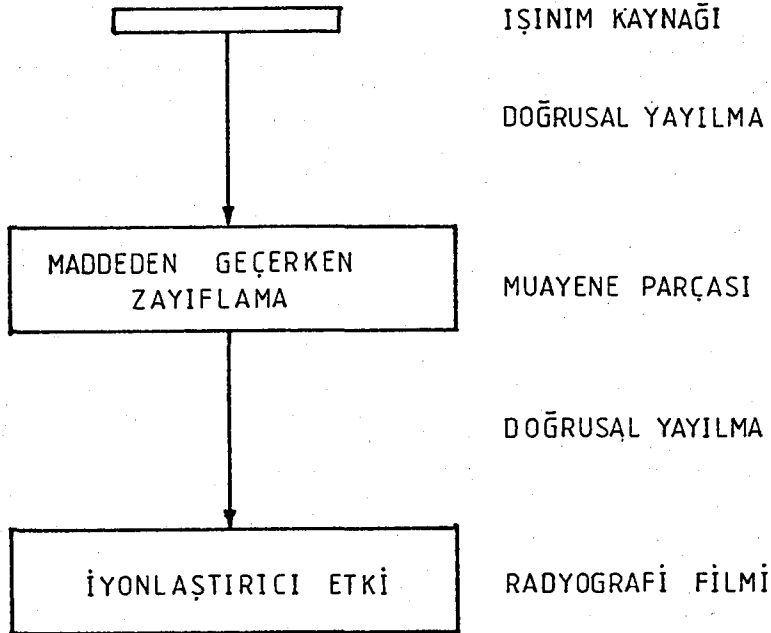 IŞINIM KAYNAĞI
DOĞRUSAL YAYILMA
MADDEDEN GEÇERKEN
ZAYIFLAMA
MUAYENE PARÇASI
DOĞRUSAL YAYILMA
İYONLAŞTIRICI ETKİ
RADYOGRAFİ FİLMİ